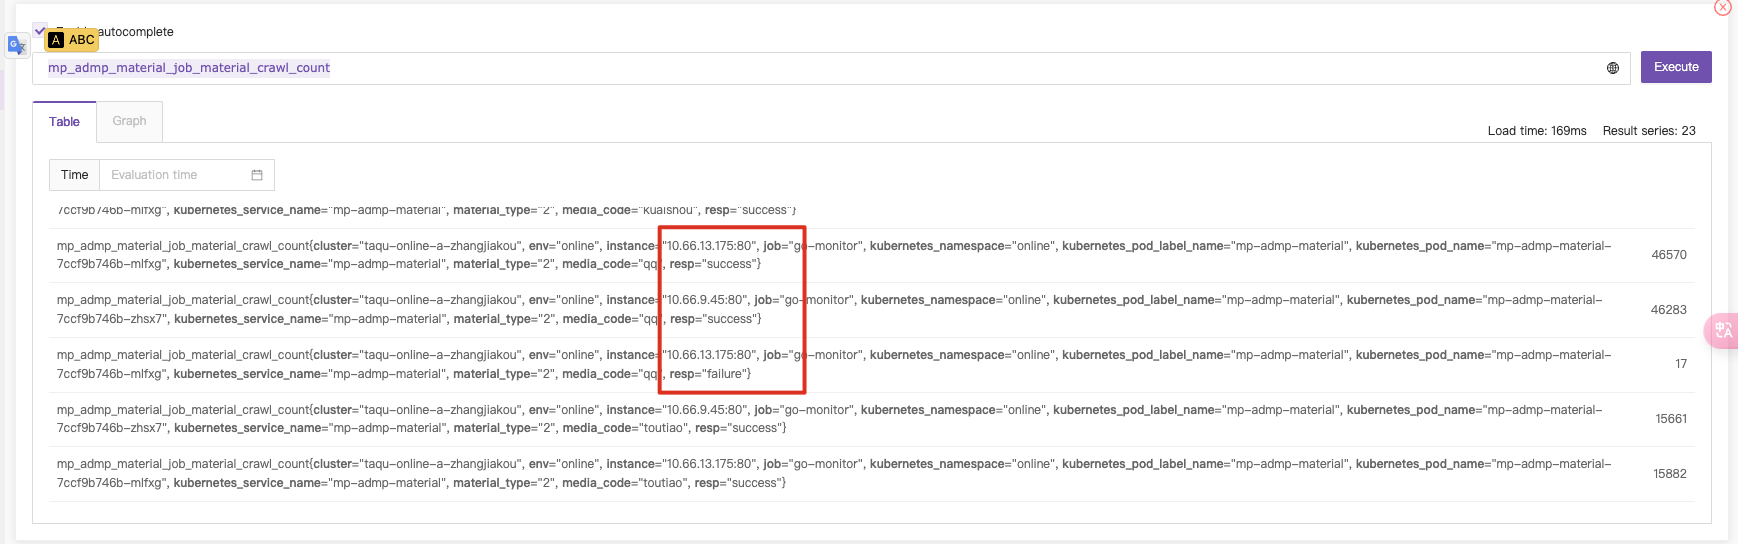 autocomplete
A ABC
mp_admp_material_job_material_crawl_count
Execute
Table
Graph
Load time: 169ms Result series: 23
Time
Evaluation time
7ccf9b746b-mlfxg", kubernetes_service_name="mp-admp-material", material_type="2", media_code="kuaishou", resp="success"}
mp_admp_material_job_material_crawl_count{cluster="taqu-online-a-zhangjiakou", env="online", instance="10.66.13.175:80", job="go-monitor", kubernetes_namespace="online", kubernetes_pod_label_name="mp-admp-material", kubernetes_pod_name="mp-admp-material-
7ccf9b746b-mlfxg", kubernetes_service_name="mp-admp-material", material_type="2", media_code="qq", resp="success"}
46570
mp_admp_material_job_material_crawl_count{cluster="taqu-online-a-zhangjiakou", env="online", instance="10.66.9.45:80", job="go-monitor", kubernetes_namespace="online", kubernetes_pod_label_name="mp-admp-material", kubernetes_pod_name="mp-admp-material-
7ccf9b746b-zhsx7", kubernetes_service_name="mp-admp-material", material_type="2", media_code="qq", resp="success"}
46283
mp_admp_material_job_material_crawl_count{cluster="taqu-online-a-zhangjiakou", env="online", instance="10.66.13.175:80", job="go-monitor", kubernetes_namespace="online", kubernetes_pod_label_name="mp-admp-material", kubernetes_pod_name="mp-admp-material-
7ccf9b746b-mlfxg", kubernetes_service_name="mp-admp-material", material_type="2", media_code="qq", resp="failure"}
17
mp_admp_material_job_material_crawl_count{cluster="taqu-online-a-zhangjiakou", env="online", instance="10.66.9.45:80", job="go-monitor", kubernetes_namespace="online", kubernetes_pod_label_name="mp-admp-material", kubernetes_pod_name="mp-admp-material-
7ccf9b746b-zhsx7", kubernetes_service_name="mp-admp-material", material_type="2", media_code="toutiao", resp="success"}
15661
mp_admp_material_job_material_crawl_count{cluster="taqu-online-a-zhangjiakou", env="online", instance="10.66.13.175:80", job="go-monitor", kubernetes_namespace="online", kubernetes_pod_label_name="mp-admp-material", kubernetes_pod_name="mp-admp-material-
7ccf9b746b-mlfxg", kubernetes_service_name="mp-admp-material", material_type="2", media_code="toutiao", resp="success"}
15882